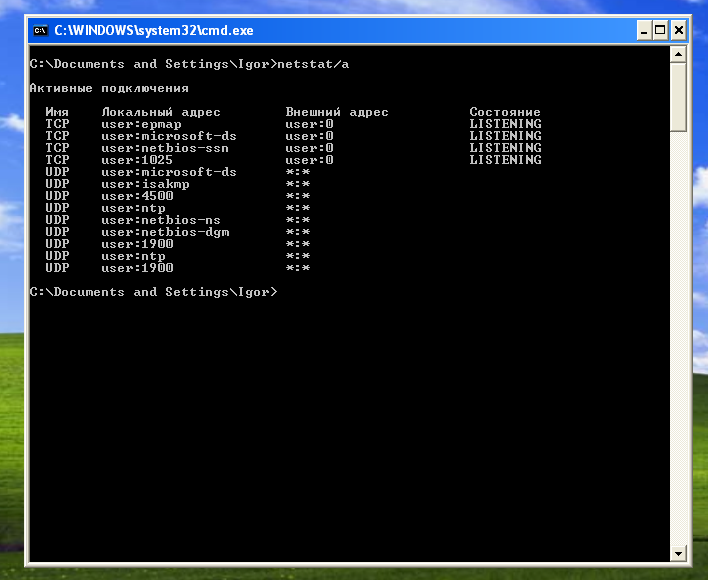 C:\WINDOWS\system32\cmd.exe
C:\Documents and Settings\Igor>netstat/a
Активные подключения
Имя Локальный адрес Внешний адрес Состояние
TCP user:epmap user:0 LISTENING
TCP user:microsoft-ds user:0 LISTENING
TCP user:netbios-ssn user:0 LISTENING
TCP user:1025 user:0 LISTENING
UDP user:microsoft-ds *:*
UDP user:isakmp *:*
UDP user:4500 *:*
UDP user:ntp *:*
UDP user:netbios-ns *:*
UDP user:netbios-dgm *:*
UDP user:1900 *:*
UDP user:ntp *:*
UDP user:1900 *:*
C:\Documents and Settings\Igor>